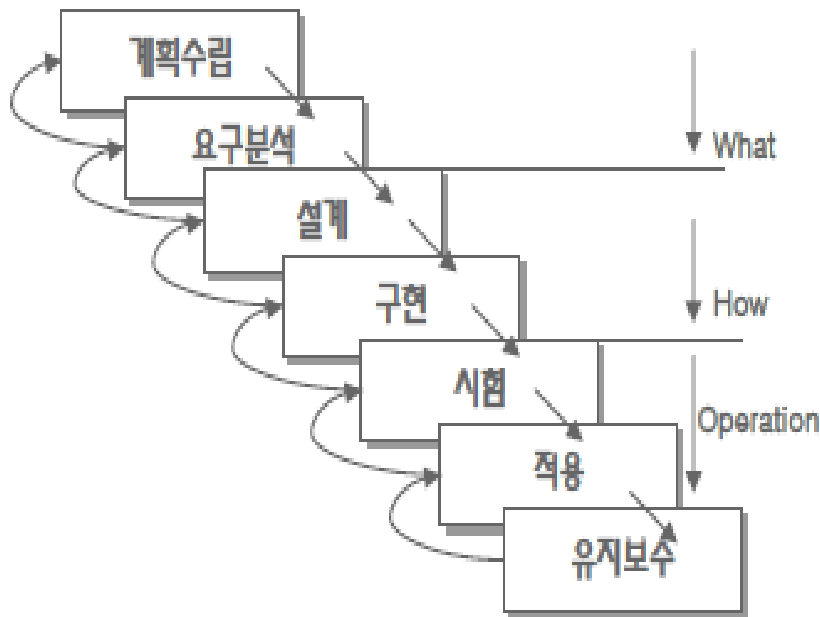 계획수립
요구분석
What
설계
구현
How
시험
Operation
적용
유지보수